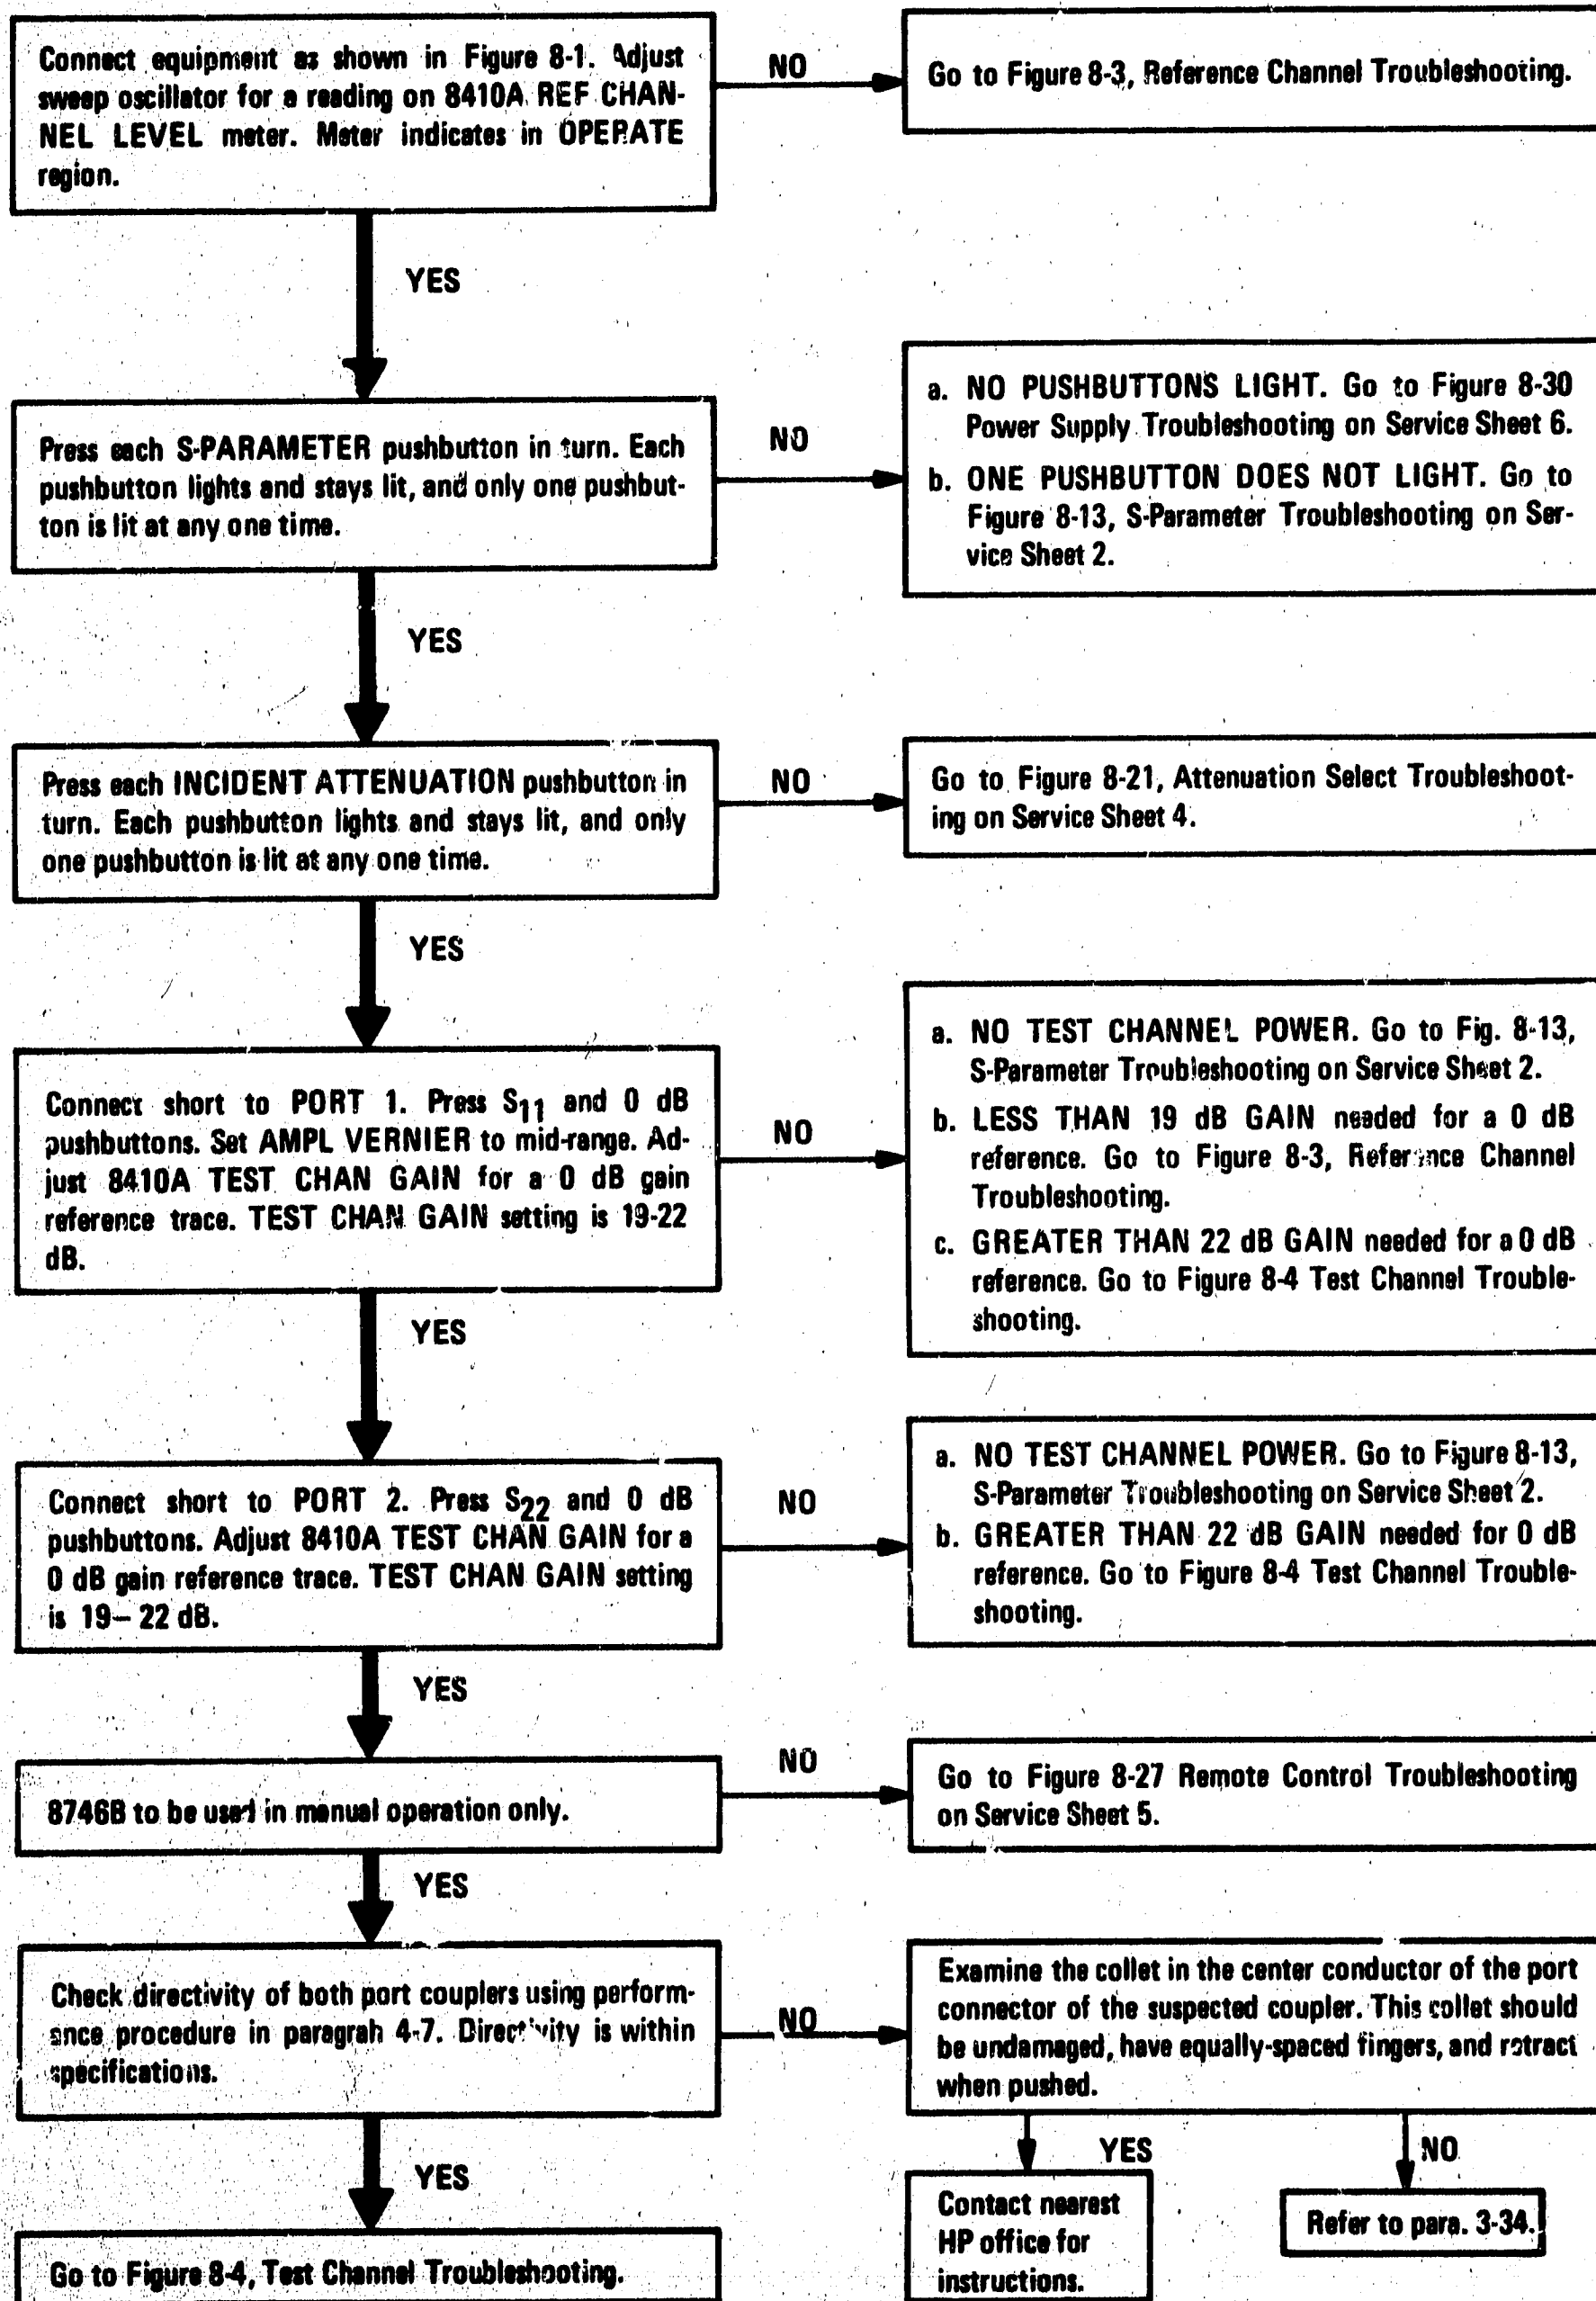 Connect equipment as shown in Figure 8-1. Adjust
sweep oscillator for a reading on 8410A REF CHAN-
NEL LEVEL meter. Meter indicates in OPERATE
region.
NO
Go to Figure 8-3, Reference Channel Troubleshooting.
YES
Press each S-PARAMETER pushbutton in turn. Each
pushbutton lights and stays lit, and only one pushbut-
ton is lit at any one time.
NO
a. NO PUSHBUTTONS LIGHT. Go to Figure 8-30
Power Supply Troubleshooting on Service Sheet 6.
b. ONE PUSHBUTTON DOES NOT LIGHT. Go to
Figure 8-13, S-Parameter Troubleshooting on Ser-
vice Sheet 2.
YES
Press each INCIDENT ATTENUATION pushbutton in
turn. Each pushbutton lights and stays lit, and only
one pushbutton is lit at any one time.
NO
Go to Figure 8-21, Attenuation Select Troubleshoot-
ing on Service Sheet 4.
YES
Connect short to PORT 1. Press S11 and 0 dB
pushbuttons. Set AMPL VERNIER to mid-range. Ad-
just 8410A TEST CHAN GAIN for a 0 dB gain
reference trace. TEST CHAN GAIN setting is 19-22
dB.
NO
a. NO TEST CHANNEL POWER. Go to Fig. 8-13,
S-Parameter Troubleshooting on Service Sheet 2.
b. LESS THAN 19 dB GAIN needed for a 0 dB
reference. Go to Figure 8-3, Reference Channel
Troubleshooting.
c. GREATER THAN 22 dB GAIN needed for a 0 dB
reference. Go to Figure 8-4 Test Channel Trouble-
shooting.
YES
Connect short to PORT 2. Press S22 and 0 dB
pushbuttons. Adjust 8410A TEST CHAN GAIN for a
0 dB gain reference trace. TEST CHAN GAIN setting
is 19– 22 dB.
NO
a. NO TEST CHANNEL POWER. Go to Figure 8-13,
S-Parameter Troubleshooting on Service Sheet 2.
b. GREATER THAN 22 dB GAIN needed for 0 dB
reference. Go to Figure 8-4 Test Channel Trouble-
shooting.
YES
8746B to be used in manual operation only.
NO
Go to Figure 8-27 Remote Control Troubleshooting
on Service Sheet 5.
YES
Check directivity of both port couplers using perform-
ance procedure in paragrah 4-7. Directivity is within
specifications.
NO
Examine the collet in the center conductor of the port
connector of the suspected coupler. This collet should
be undamaged, have equally-spaced fingers, and retract
when pushed.
YES
Go to Figure 8-4, Test Channel Troubleshooting.
YES
Contact nearest
HP office for
instructions.
NO
Refer to para. 3-34.